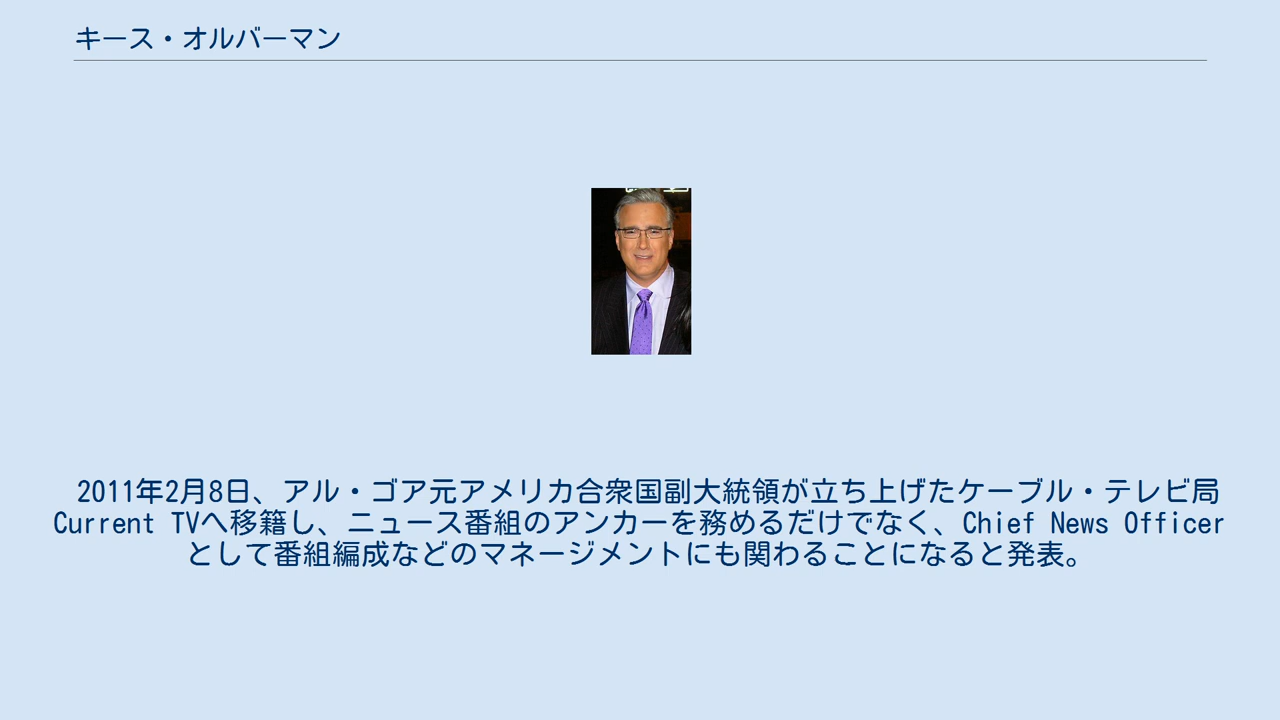 キース・オルバーマン
2011年2月8日、アル・ゴア元アメリカ合衆国副大統領が立ち上げたケーブル・テレビ局
Current TVへ移籍し、ニュース番組のアンカーを務めるだけでなく、Chief News Officer
として番組編成などのマネージジメントにも関わることになると発表。